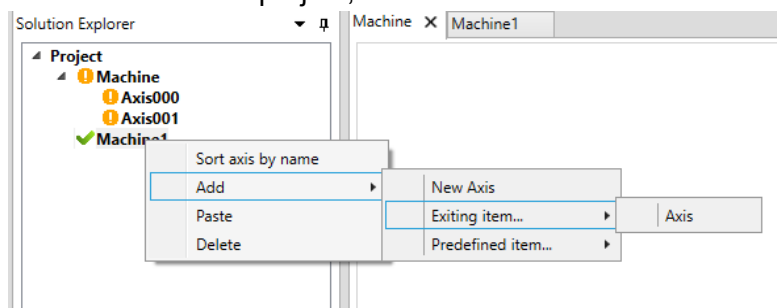 Solution Explorer
Machine
Machine1
Project
Machine
Axis000
Axis001
Machine1
Sort axis by name
Add
New Axis
Paste
Exiting item...
Axis
Delete
Predefined item...